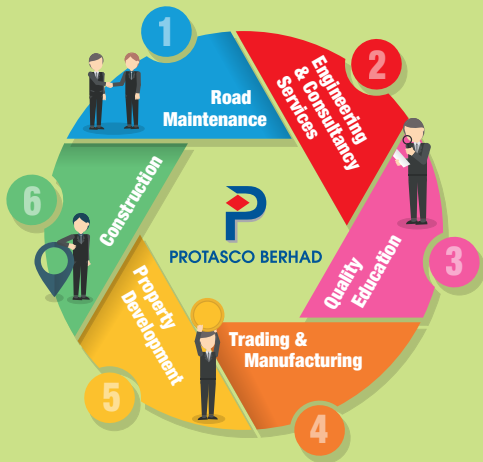 1
Road
Maintenance
2
Engineering
& Consultancy
Services
3
Quality
Education
4
Trading &
Manufacturing
5
Property
Development
6
Construction
PROTASCO BERHAD